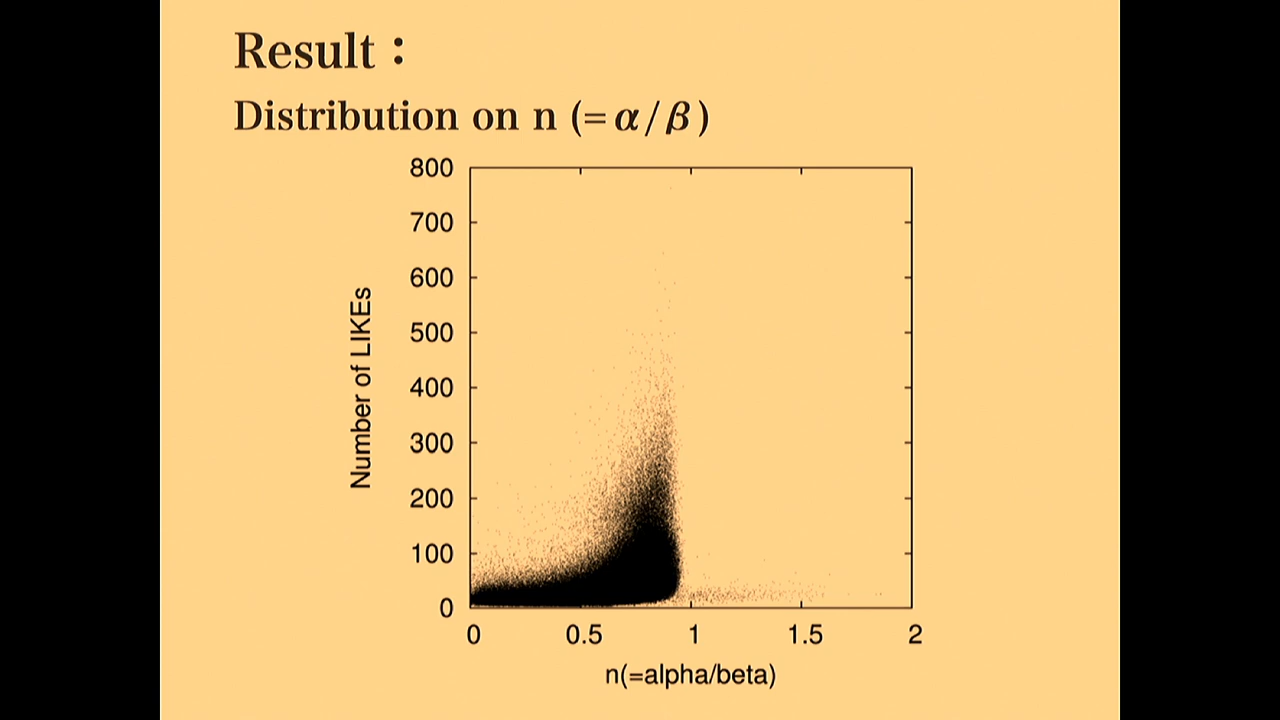 Result :
Distribution on n (= α / β )
800
700
600
500
400
300
200
100
0
Number of LIKEs
0 0.5 1 1.5 2
n(=alpha/beta)